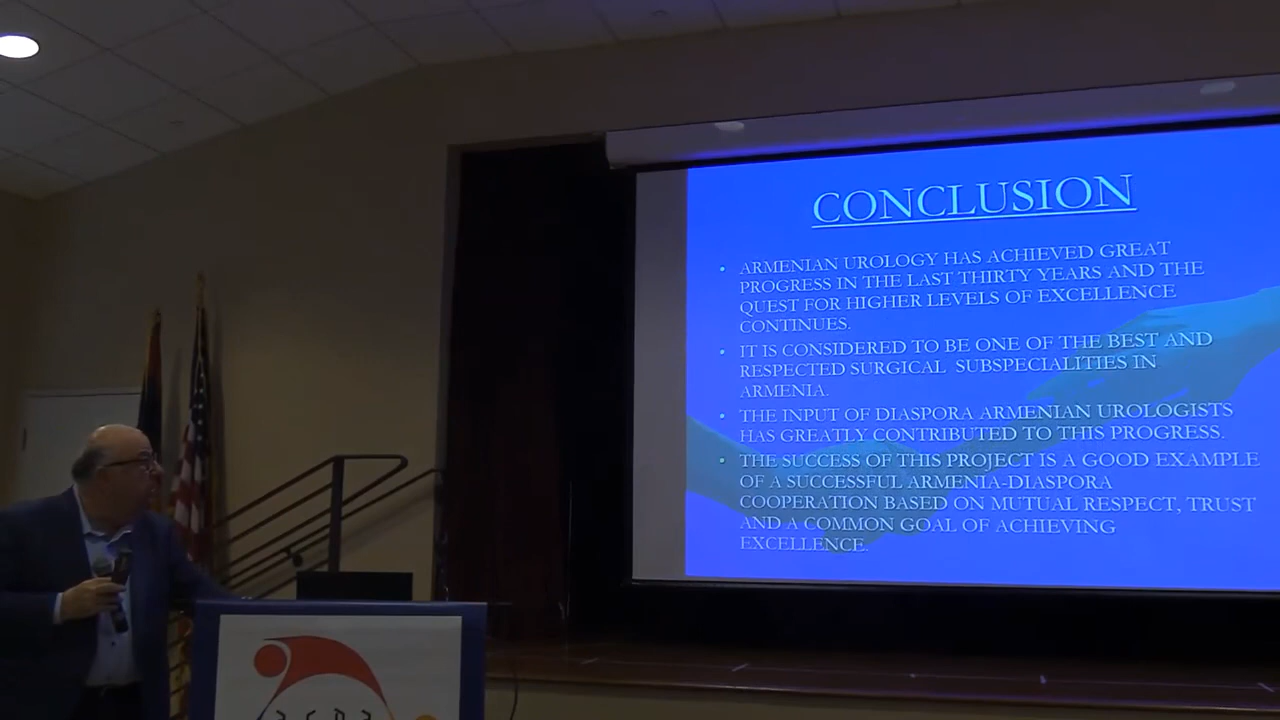 CONCLUSION
• ARMENIAN UROLOGY HAS ACHIEVED GREAT
PROGRESS IN THE LAST THIRTY YEARS AND THE
QUEST FOR HIGHER LEVELS OF EXCELLENCE
CONTINUES.
• IT IS CONSIDERED TO BE ONE OF THE BEST AND
RESPECTED SURGICAL SUBSPECIALITIES IN
ARMENIA.
• THE INPUT OF DIASPORA ARMENIAN UROLOGISTS
HAS GREATLY CONTRIBUTED TO THIS PROGRESS.
• THE SUCCESS OF THIS PROJECT IS A GOOD EXAMPLE
OF A SUCCESSFUL ARMENIA-DIASPORA
COOPERATION BASED ON MUTUAL RESPECT, TRUST
AND A COMMON GOAL OF ACHIEVING
EXCELLENCE.